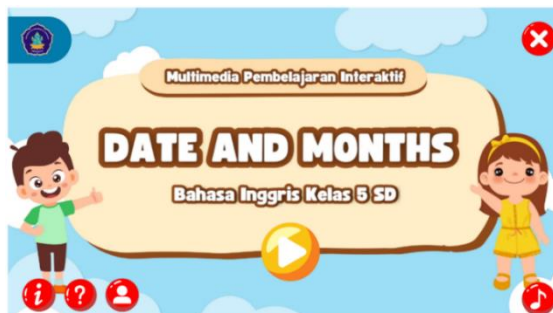 Multimedia Pembelajaran Interaktif
DATE AND MONTHS
Bahasa Inggris Kelas 5 SD
i
?